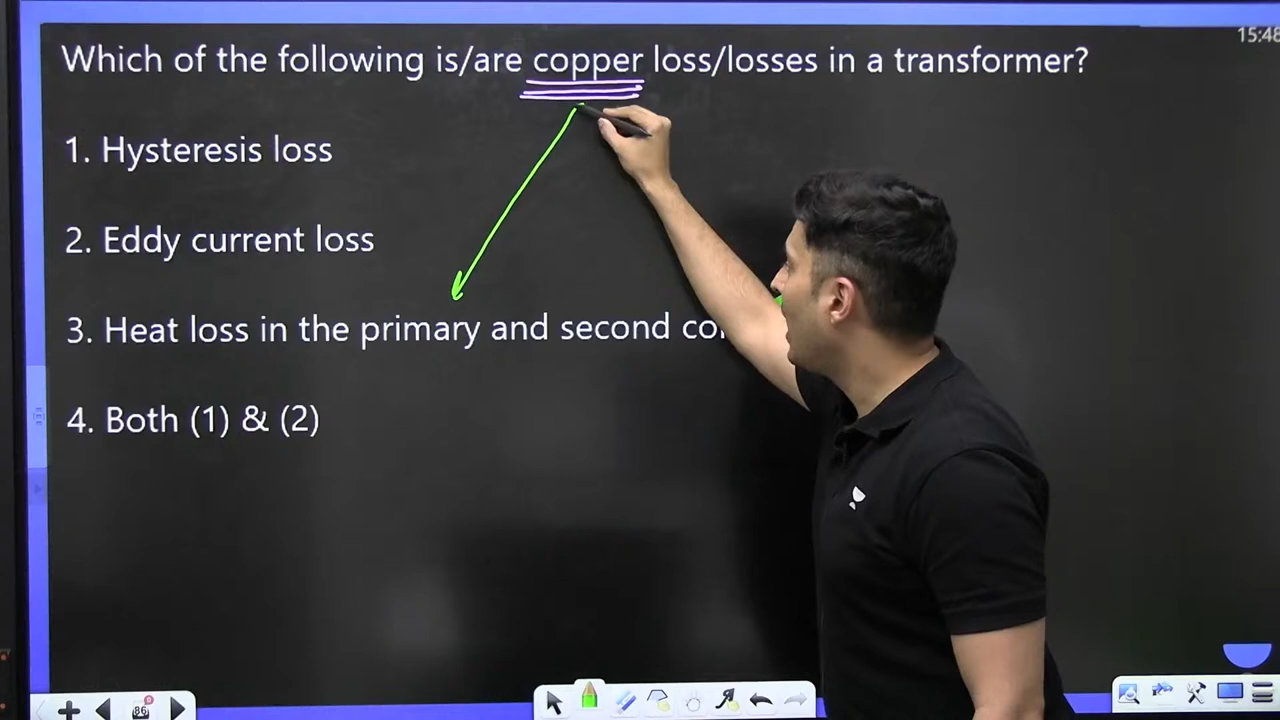 15:48
Which of the following is/are copper loss/losses in a transformer?
1. Hysteresis loss
2. Eddy current loss
3. Heat loss in the primary and second
4. Both (1) & (2)
86